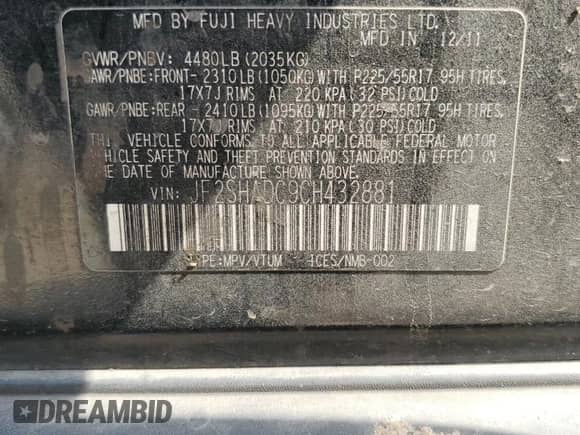 MFD BY FUJI HEAVY INDUSTRIES LTD.
MFD IN 12/11
GVWR/PNBV: 4480LB (2035KG)
GAWR/PNBE:FRONT- 2310LB (1050KG) WITH P225/55R17 95H TIRES,
17X7J RIMS AT 220 KPA (32 PSI) COLD
GAWR/PNBE:REAR - 2410LB (1095KG) WITH P225/55R17 95H TIRES,
17X7J RIMS AT 210 KPA (30 PSI) COLD
THIS VEHICLE CONFORMS TO ALL APPLICABLE FEDERAL MOTOR
VEHICLE SAFETY AND THEFT PREVENTION STANDARDS IN EFFECT ON
THE DATE OF MANUFACTURE SHOWN ABOVE.
VIN: JF2SHADC9CH432881
TYPE:MPV/VTUM ICES/NMB-002
DREAMBID